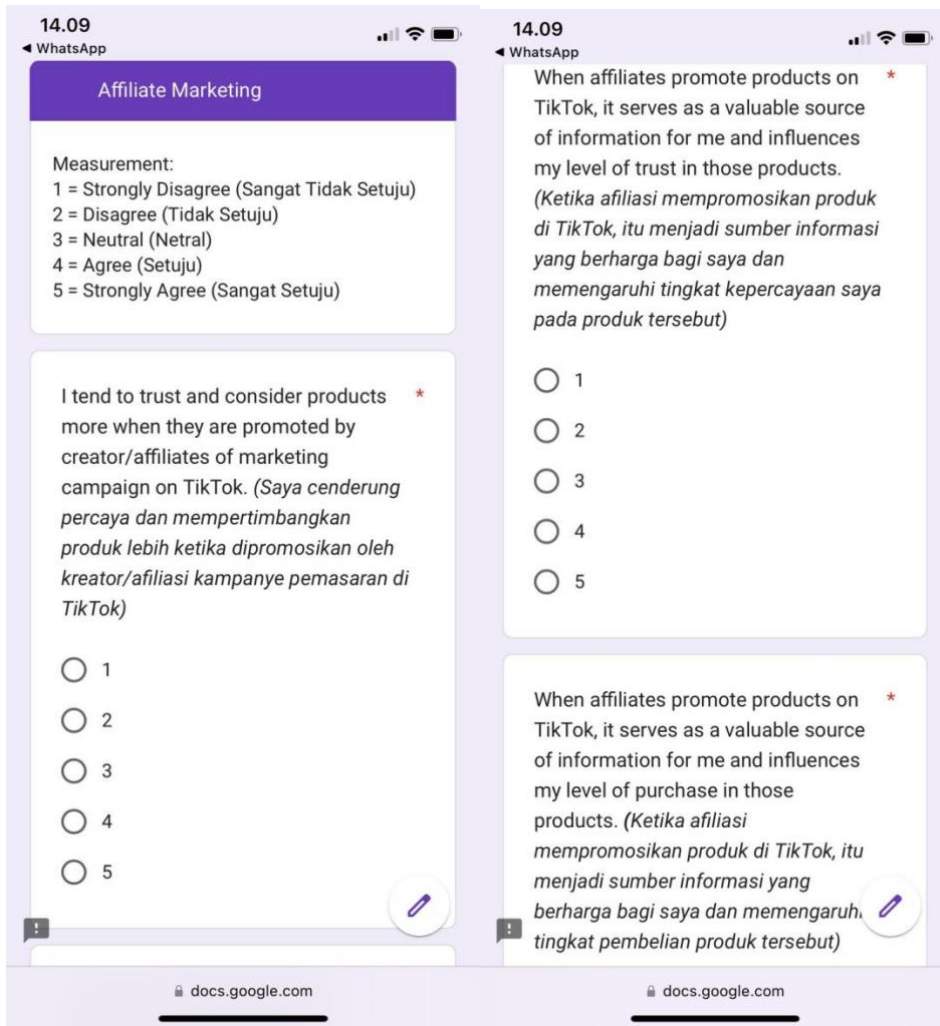 14.09
◀ WhatsApp
Affiliate Marketing
Measurement:
1 = Strongly Disagree (Sangat Tidak Setuju)
2 = Disagree (Tidak Setuju)
3 = Neutral (Netral)
4 = Agree (Setuju)
5 = Strongly Agree (Sangat Setuju)
I tend to trust and consider products *
more when they are promoted by
creator/affiliates of marketing
campaign on TikTok. (Saya cenderung
percaya dan mempertimbangkan
produk lebih ketika dipromosikan oleh
kreator/afiliasi kampanye pemasaran di
TikTok)
1
2
3
4
5
!
docs.google.com
14.09
◀ WhatsApp
When affiliates promote products on *
TikTok, it serves as a valuable source
of information for me and influences
my level of trust in those products.
(Ketika afiliasi mempromosikan produk
di TikTok, itu menjadi sumber informasi
yang berharga bagi saya dan
memengaruhi tingkat kepercayaan saya
pada produk tersebut)
1
2
3
4
5
When affiliates promote products on *
TikTok, it serves as a valuable source
of information for me and influences
my level of purchase in those
products. (Ketika afiliasi
mempromosikan produk di TikTok, itu
menjadi sumber informasi yang
berharga bagi saya dan memengaruhi
tingkat pembelian produk tersebut)
!
docs.google.com